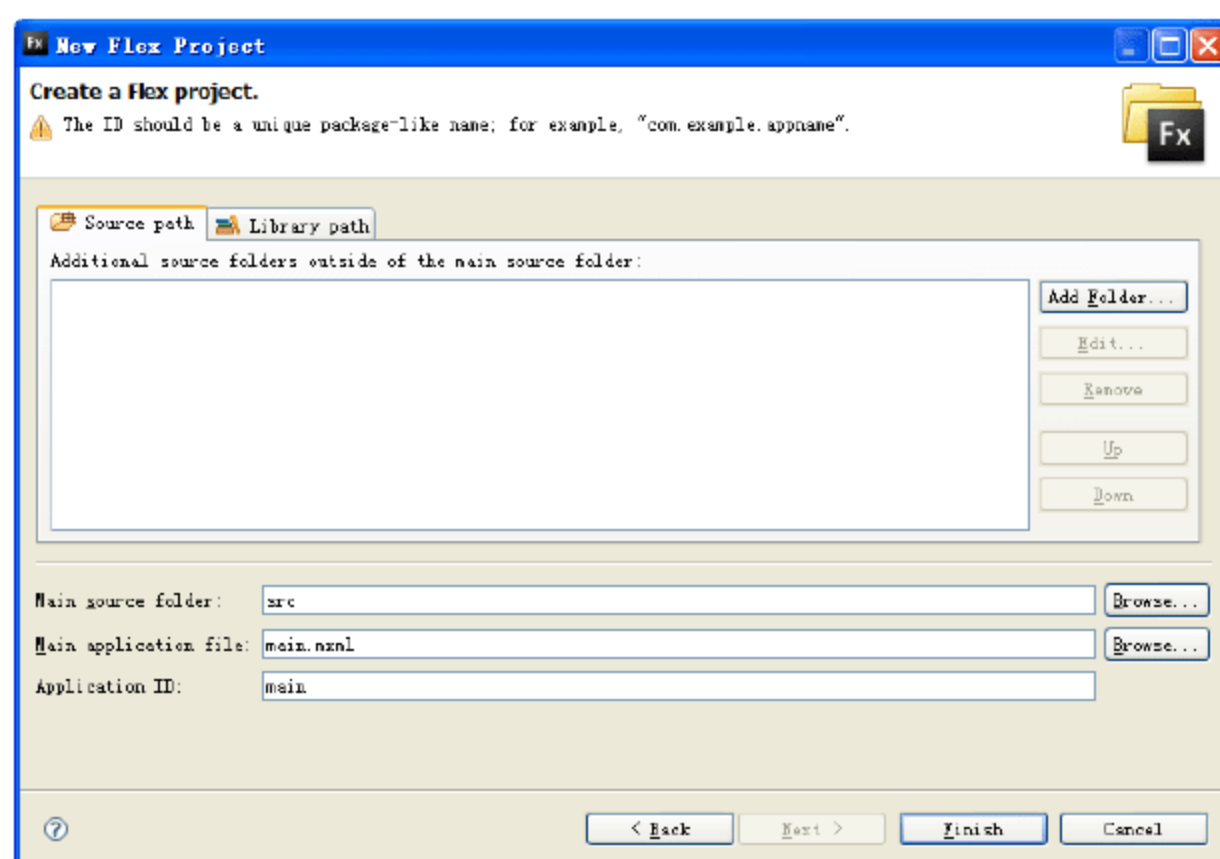 Fx New Flex Project
Create a Flex project.
The ID should be a unique package-like name; for example, "com.example.appname".
Fx
Source path Library path
Additional source folders outside of the main source folder:
Add Folder...
Edit...
Remove
Up
Down
Main source folder: src Browse...
Main application file: main.mxml Browse...
Application ID: main
? < Back Next > Finish Cancel